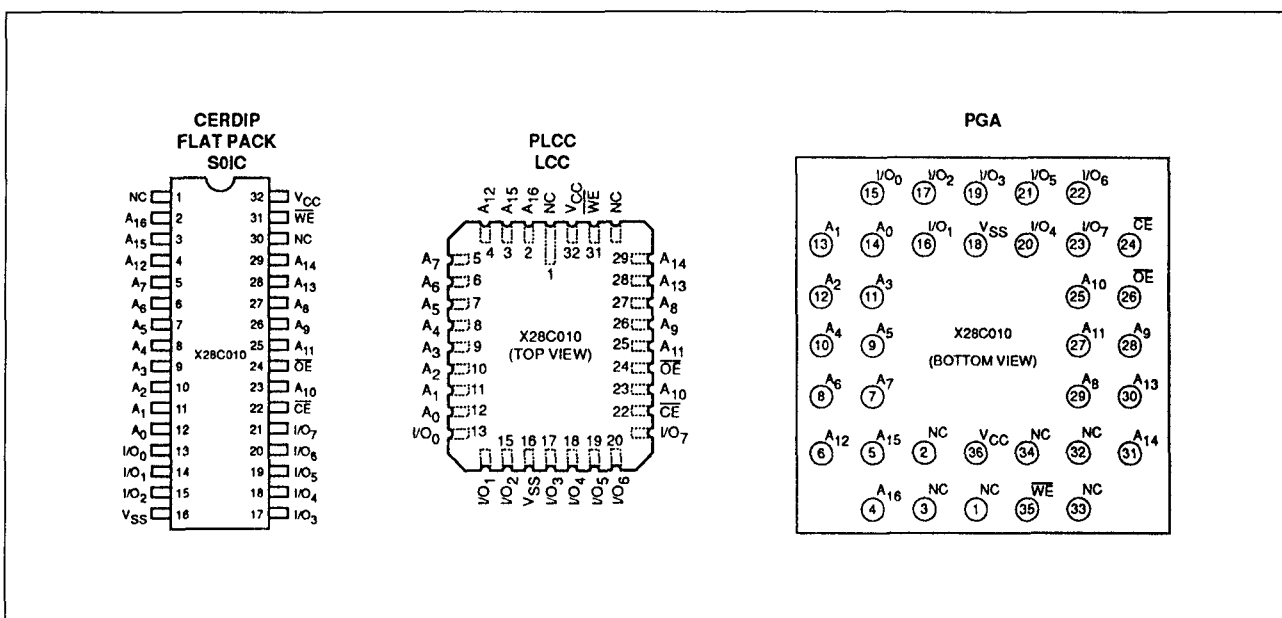 CERDIP
FLAT PACK
SOIC
NC 1 32 VCC
A16 2 31 WE
A15 3 30 NC
A12 4 29 A14
A7 5 28 A13
A6 6 27 A8
A5 7 26 A9
A4 8 25 A11
X28C010
A3 9 24 OE
A2 10 23 A10
A1 11 22 CE
A0 12 21 I/O7
I/O0 13 20 I/O6
I/O1 14 19 I/O5
I/O2 15 18 I/O4
VSS 16 17 I/O3
PLCC
LCC
A12 A15 A16 NC VCC WE NC
4 3 2 1 32 31
A7 5 29 A14
A6 6 28 A13
A5 7 27 A8
A4 8 26 A9
X28C010
(TOP VIEW)
A3 9 25 A11
A2 10 24 OE
A1 11 23 A10
A0 12 22 CE
I/O0 13 I/O7
15 16 17 18 19 20
I/O1 I/O2 VSS I/O3 I/O4 I/O5 I/O6
PGA
I/O0 I/O2 I/O3 I/O5 I/O6
15 17 19 21 22
A1 A0 I/O1 VSS I/O4 I/O7 CE
13 14 16 18 20 23 24
A2 A3 A10 OE
12 11 25 26
A4 A5 A11 A9
10 9 27 28
X28C010
(BOTTOM VIEW)
A6 A7 A8 A13
8 7 29 30
A12 A15 NC VCC NC NC A14
6 5 2 36 34 32 31
A16 NC NC WE NC
4 3 1 35 33